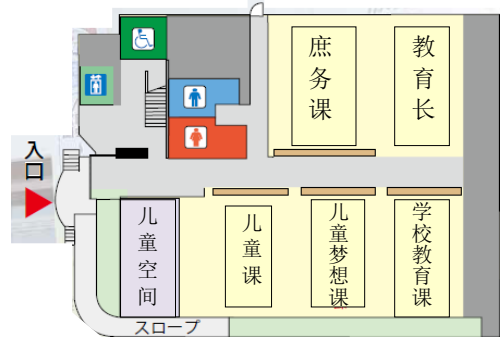 庶务课
教育长
入口
儿童空间
儿童课
儿童梦想课
学校教育课
スロープ